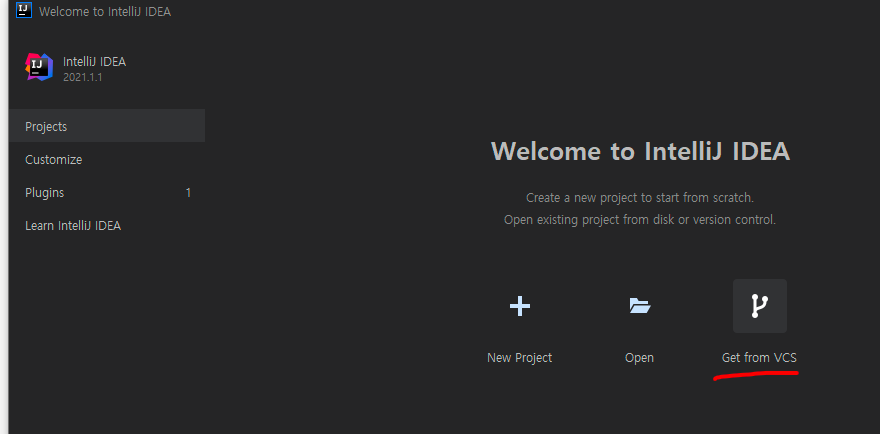 IJ Welcome to IntelliJ IDEA
IJ
IntelliJ IDEA
2021.1.1
Projects
Customize
Plugins 1
Learn IntelliJ IDEA
Welcome to IntelliJ IDEA
Create a new project to start from scratch.
Open existing project from disk or version control.
New Project Open Get from VCS